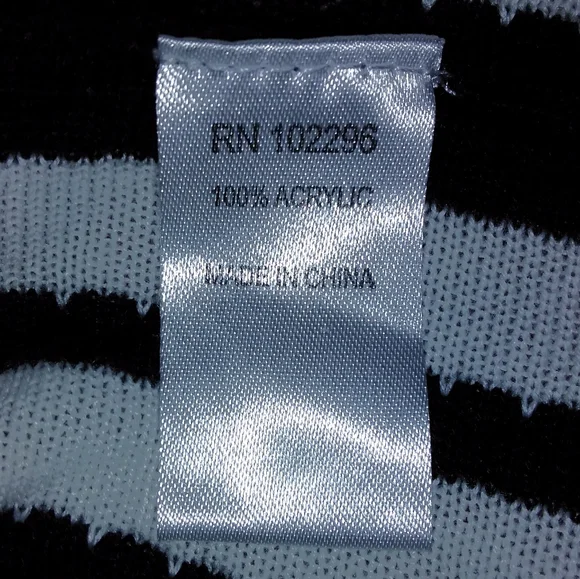 RN 102296
100% ACRYLIC
MADE IN CHINA